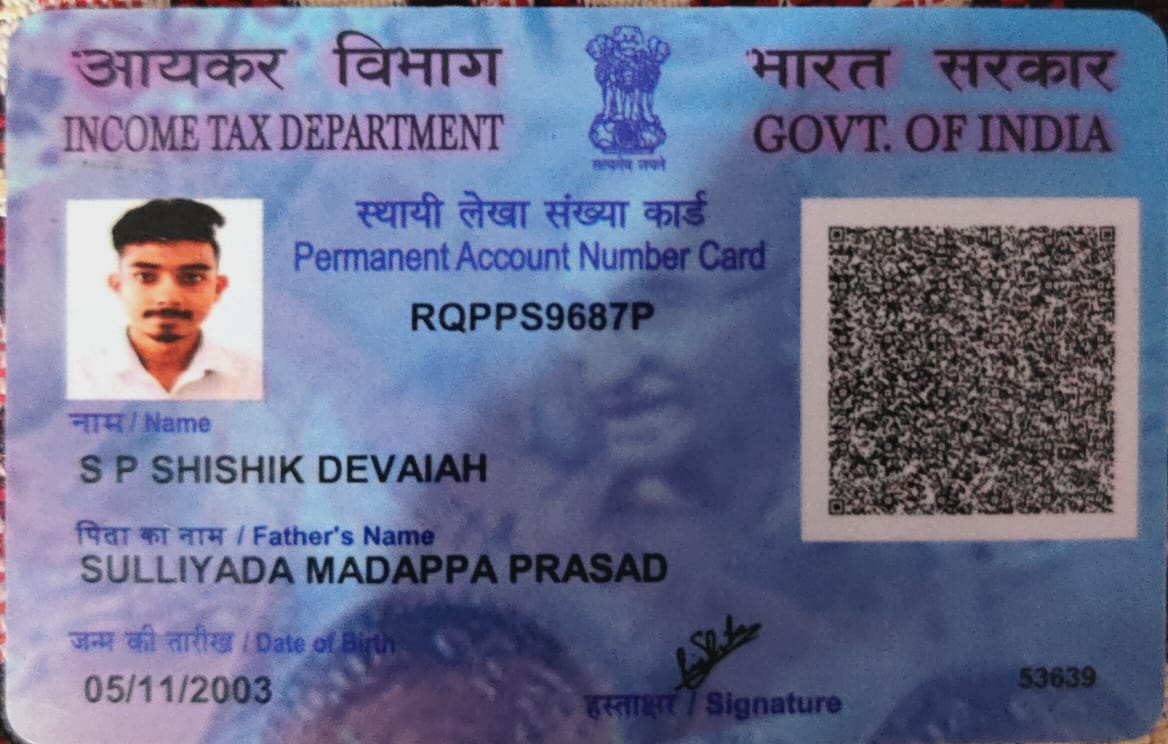 आयकर विभाग
INCOME TAX DEPARTMENT
सत्यमेव जयते
भारत सरकार
GOVT. OF INDIA
स्थायी लेखा संख्या कार्ड
Permanent Account Number Card
RQPPS9687P
नाम / Name
S P SHISHIK DEVAIAH
पिता का नाम / Father's Name
SULLIYADA MADAPPA PRASAD
जन्म की तारीख / Date of Birth
05/11/2003
हस्ताक्षर / Signature
53639